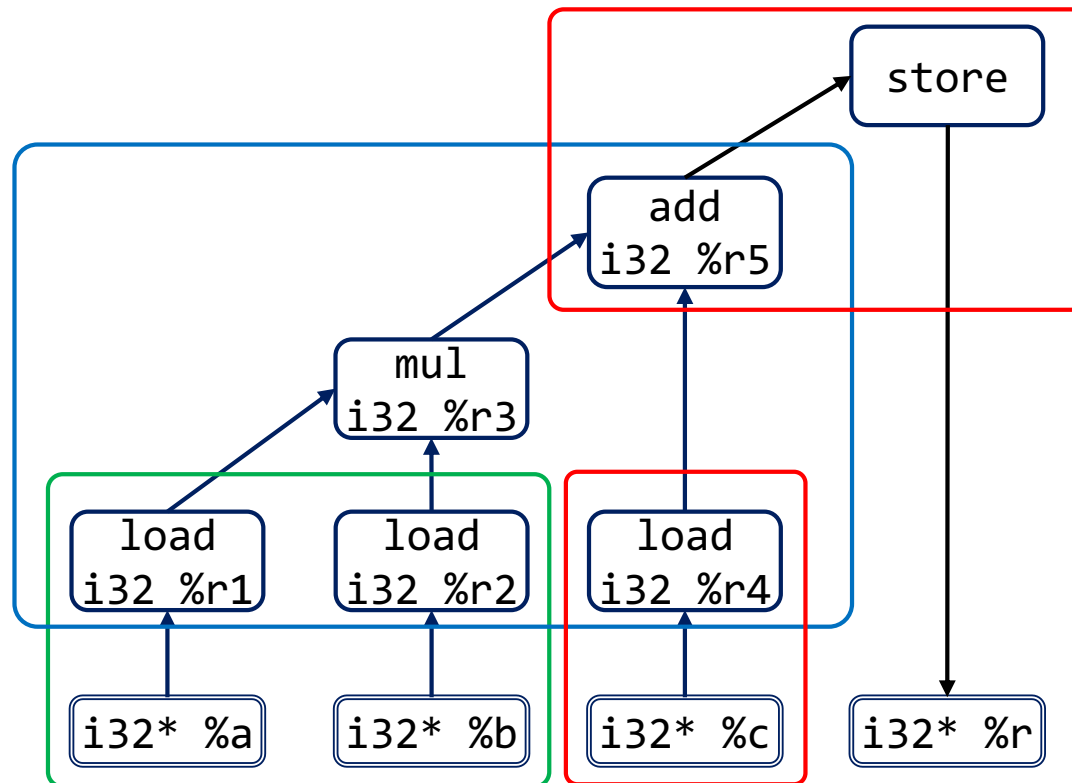 store
add
i32 %r5
mul
i32 %r3
load
i32 %r1
load
i32 %r2
load
i32 %r4
i32* %a
i32* %b
i32* %c
i32* %r